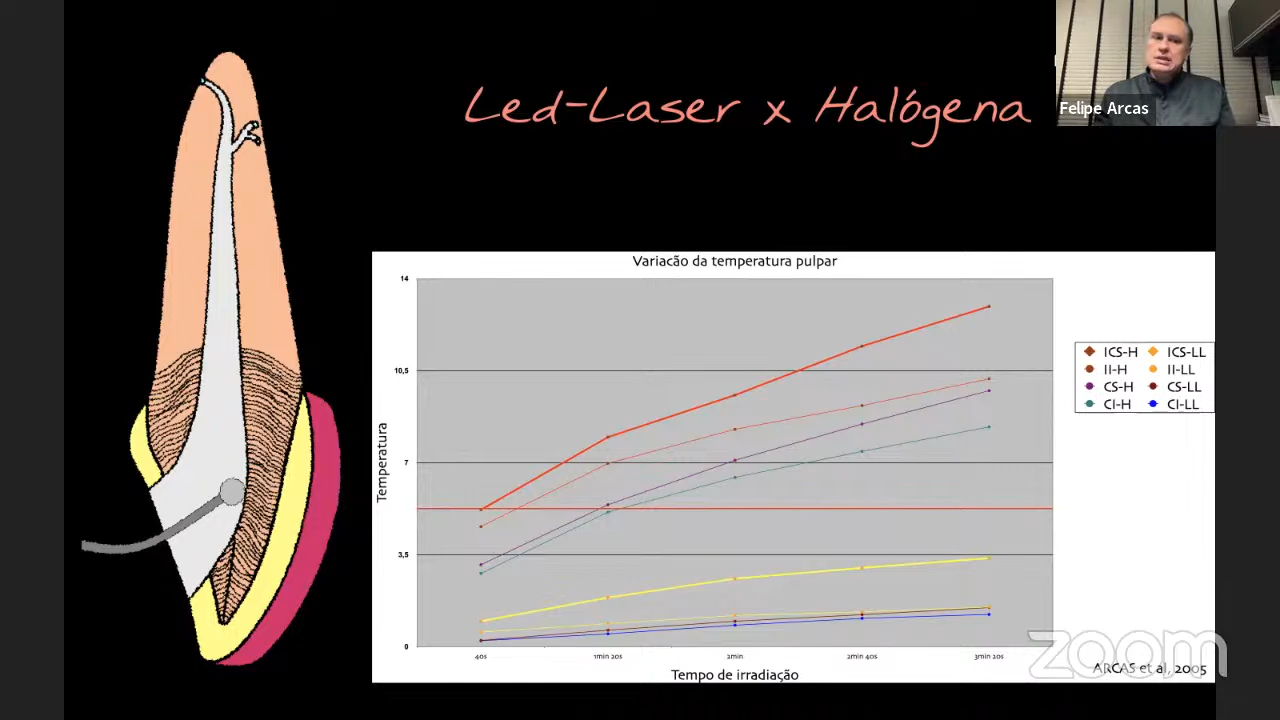 Led-Laser x Halógena
Felipe Arcas
Variacão da temperatura pulpar
14
10,5
7
3,5
0
Temperatura
40s
1min 20s
2min
2min 40s
3min 20s
Tempo de irradiação
ICS-H ICS-LL
II-H II-LL
CS-H CS-LL
CI-H CI-LL
ARCAS et al, 2005
zoom